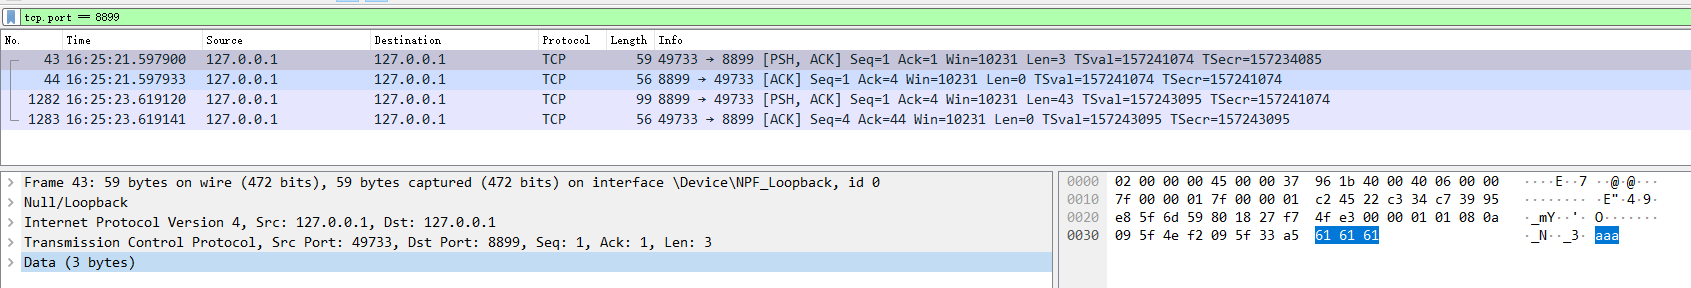 tcp.port == 8899
No. Time Source Destination Protocol Length Info
43 16:25:21.597900 127.0.0.1 127.0.0.1 TCP 59 49733 → 8899 [PSH, ACK] Seq=1 Ack=1 Win=10231 Len=3 TSval=157241074 TSecr=157234085
44 16:25:21.597933 127.0.0.1 127.0.0.1 TCP 56 8899 → 49733 [ACK] Seq=1 Ack=4 Win=10231 Len=0 TSval=157241074 TSecr=157241074
1282 16:25:23.619120 127.0.0.1 127.0.0.1 TCP 99 8899 → 49733 [PSH, ACK] Seq=1 Ack=4 Win=10231 Len=43 TSval=157243095 TSecr=157241074
1283 16:25:23.619141 127.0.0.1 127.0.0.1 TCP 56 49733 → 8899 [ACK] Seq=4 Ack=44 Win=10231 Len=0 TSval=157243095 TSecr=157243095
Frame 43: 59 bytes on wire (472 bits), 59 bytes captured (472 bits) on interface \Device\NPF_Loopback, id 0
Null/Loopback
Internet Protocol Version 4, Src: 127.0.0.1, Dst: 127.0.0.1
Transmission Control Protocol, Src Port: 49733, Dst Port: 8899, Seq: 1, Ack: 1, Len: 3
Data (3 bytes)
0000 02 00 00 00 45 00 00 37 96 1b 40 00 40 06 00 00 ····E··7 ··@·@···
0010 7f 00 00 01 7f 00 00 01 c2 45 22 c3 34 c7 39 95 ········ ·E"·4·9·
0020 e8 5f 6d 59 80 18 27 f7 4f e3 00 00 01 01 08 0a ·_mY··'· O·······
0030 09 5f 4e f2 09 5f 33 a5 61 61 61 ·_N··_3· aaa